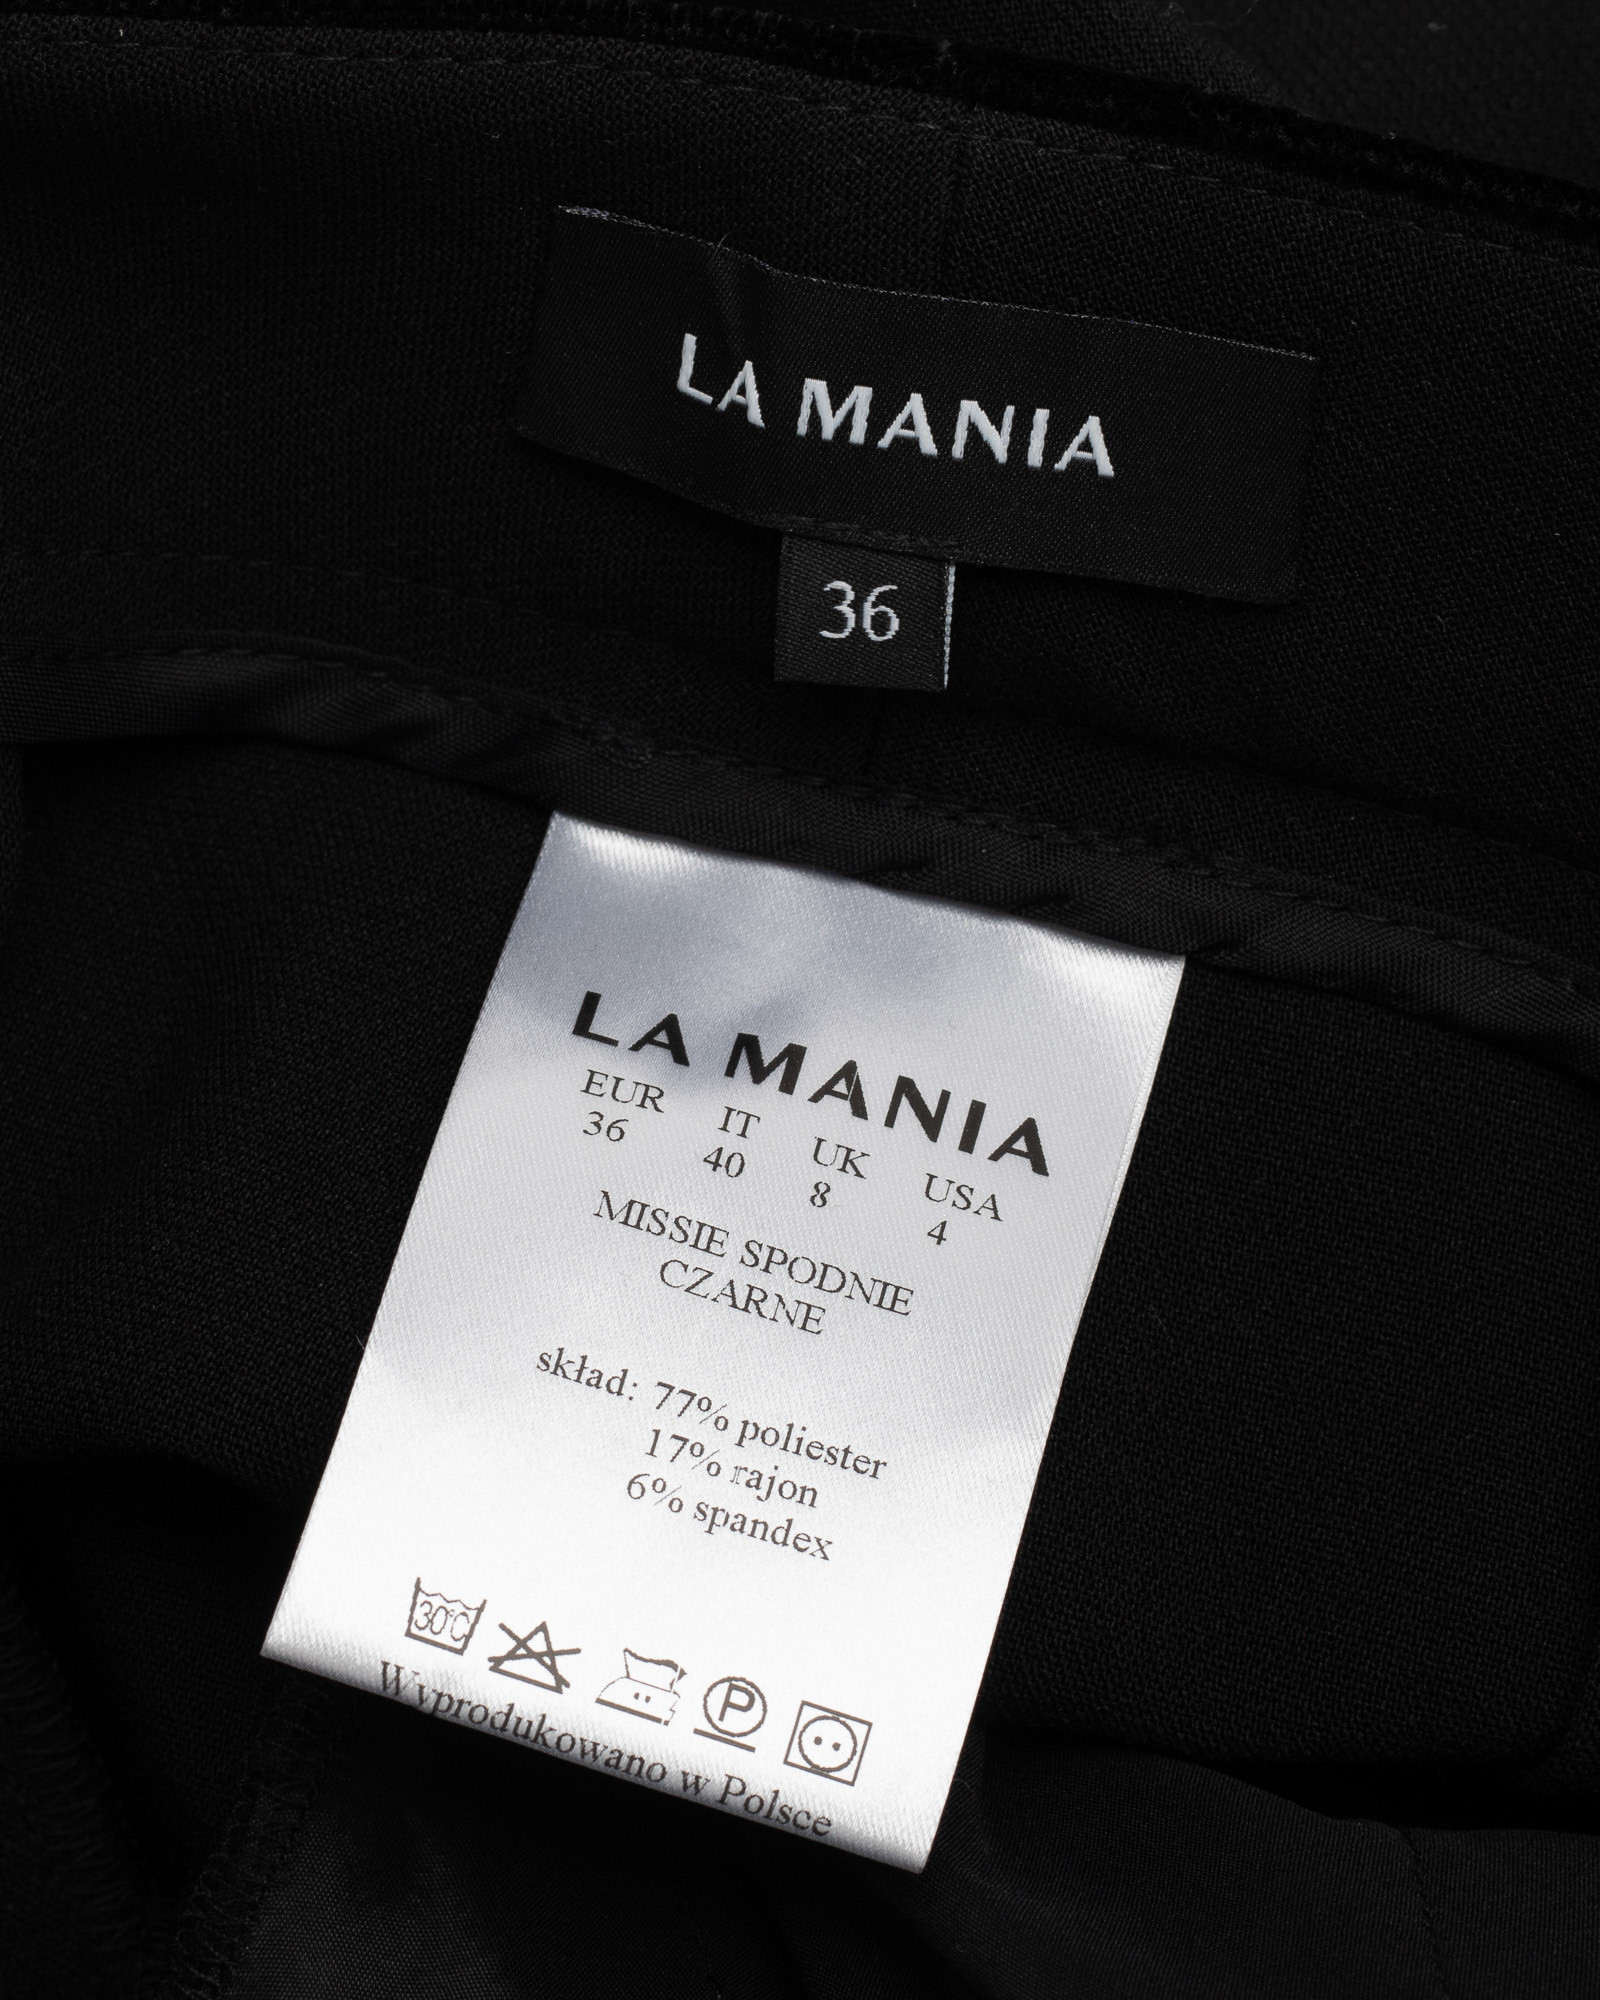 LA MANIA
36
LA MANIA
EUR IT UK USA
36 40 8 4
MISSIE SPODNIE
CZARNE
skład: 77% poliester
17% rajon
6% spandex
30°C P
Wyprodukowano w Polsce